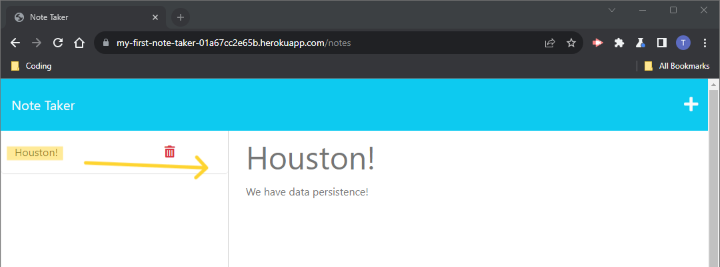 Note Taker
my-first-note-taker-01a67cc2e65b.herokuapp.com/notes
T
Coding
All Bookmarks
Note Taker
Houston!
Houston!
We have data persistence!